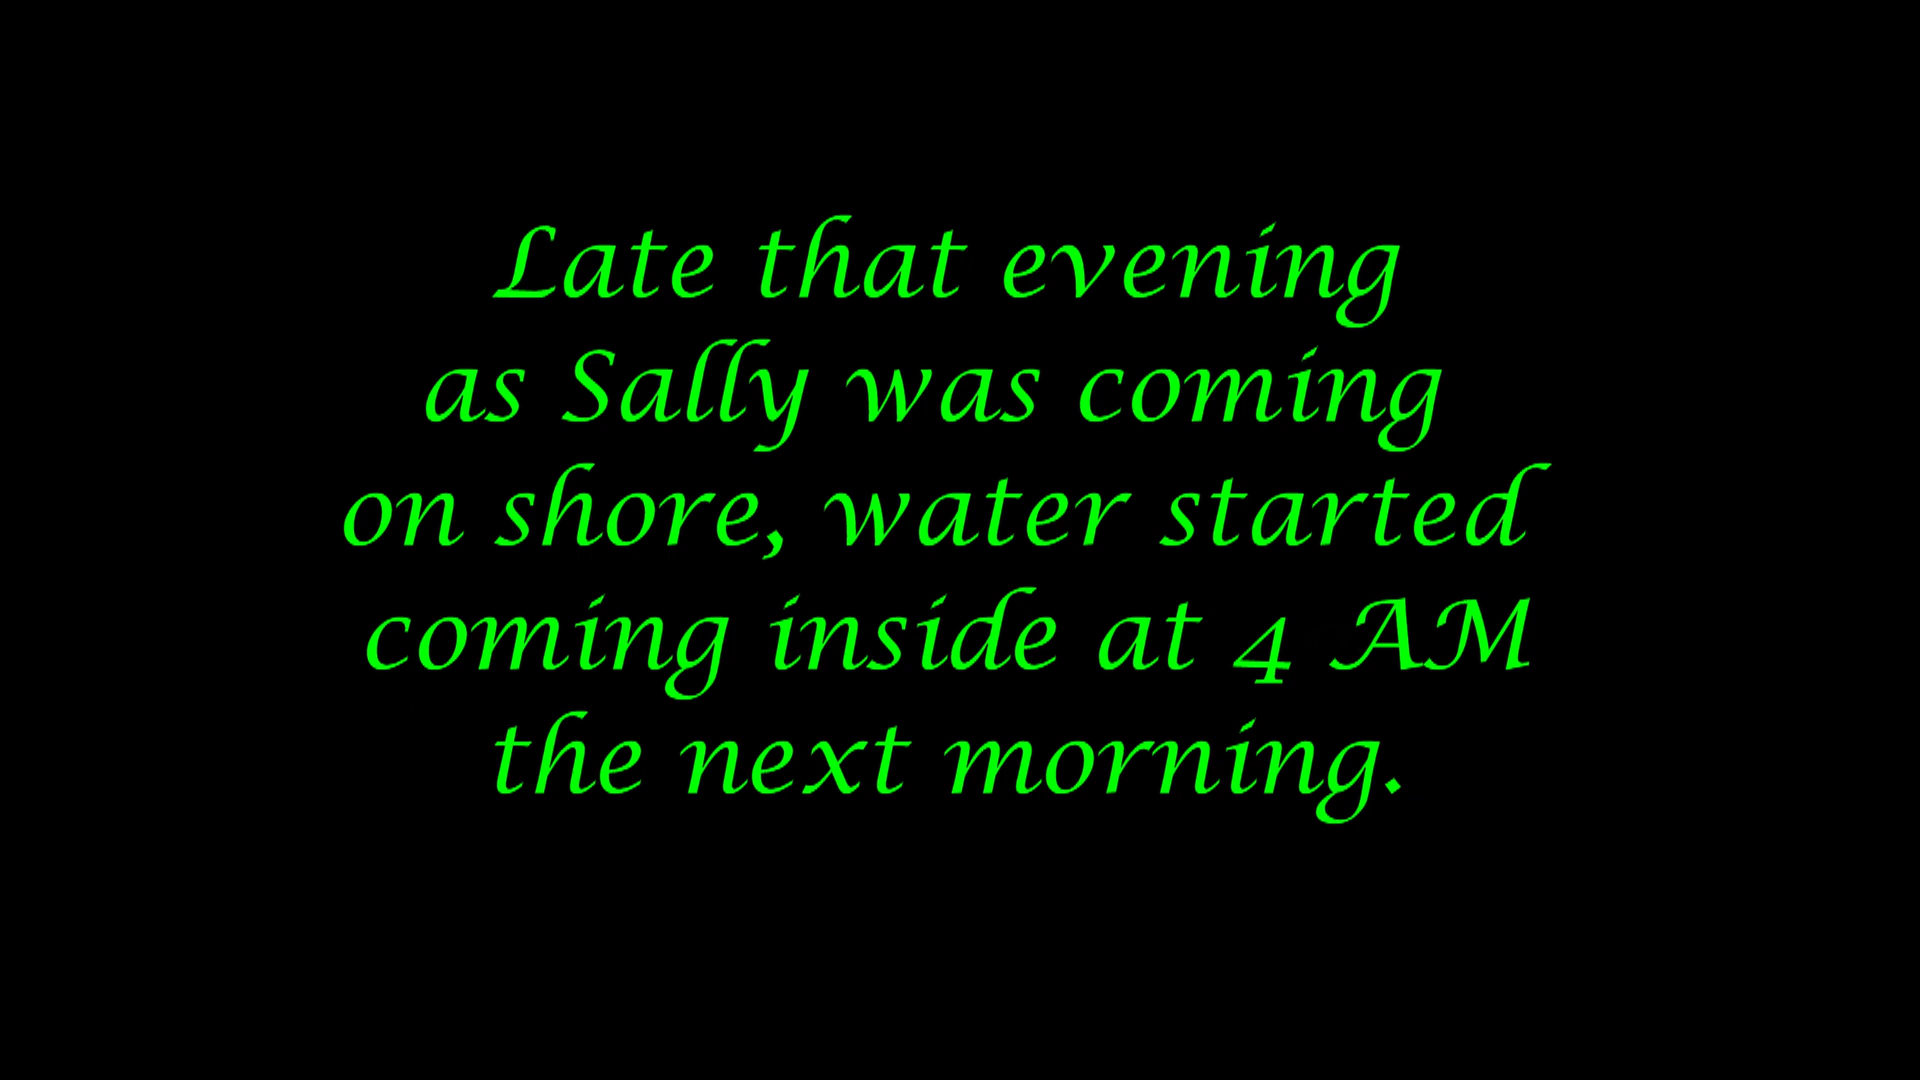 Late that evening
as Sally was coming
on shore, water started
coming inside at 4 AM
the next morning.